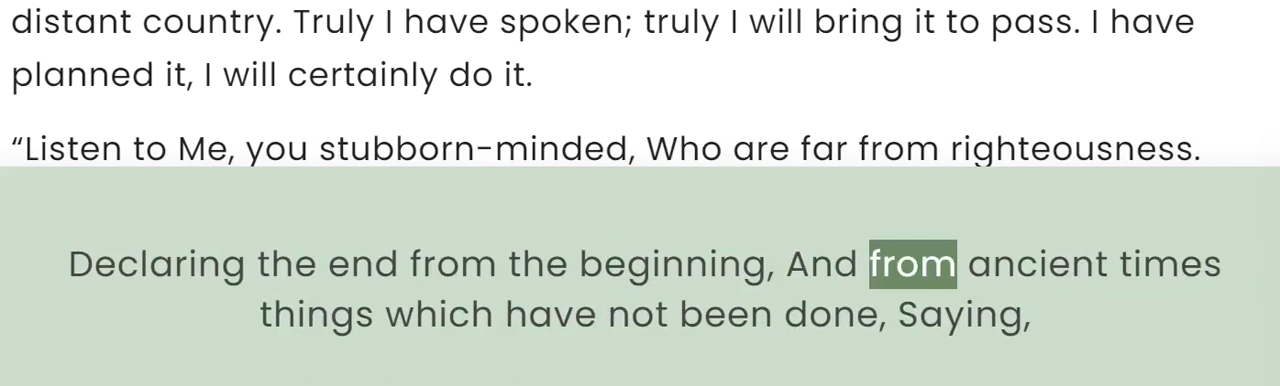 distant country. Truly I have spoken; truly I will bring it to pass. I have
planned it, I will certainly do it.
“Listen to Me, you stubborn-minded, Who are far from righteousness.
Declaring the end from the beginning, And from ancient times
things which have not been done, Saying,